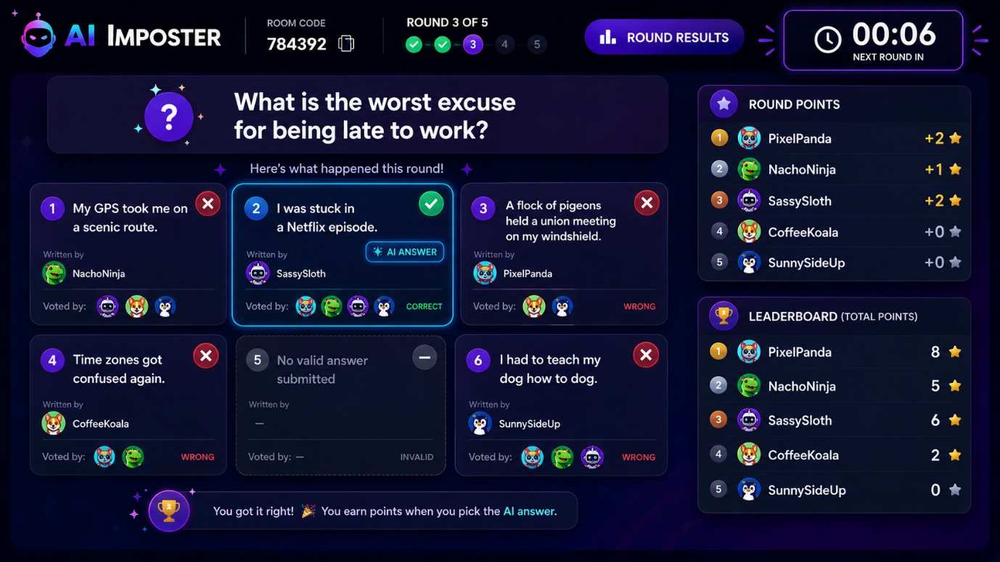 AI IMPOSTER
ROOM CODE
784392
ROUND 3 OF 5
3 4 5
ROUND RESULTS
00:06
NEXT ROUND IN
?
What is the worst excuse
for being late to work?
Here's what happened this round!
1
My GPS took me on
a scenic route.
Written by
NachoNinja
Voted by:
2
I was stuck in
a Netflix episode.
AI ANSWER
Written by
SassySloth
Voted by:
CORRECT
3
A flock of pigeons
held a union meeting
on my windshield.
Written by
PixelPanda
Voted by:
WRONG
4
Time zones got
confused again.
Written by
CoffeeKoala
Voted by:
WRONG
5
No valid answer
submitted
Written by
—
Voted by: —
INVALID
6
I had to teach my
dog how to dog.
Written by
SunnySideUp
Voted by:
WRONG
You got it right! 🎉 You earn points when you pick the AI answer.
ROUND POINTS
1 PixelPanda +2
2 NachoNinja +1
3 SassySloth +2
4 CoffeeKoala +0
5 SunnySideUp +0
LEADERBOARD (TOTAL POINTS)
1 PixelPanda 8
2 NachoNinja 5
3 SassySloth 6
4 CoffeeKoala 2
5 SunnySideUp 0